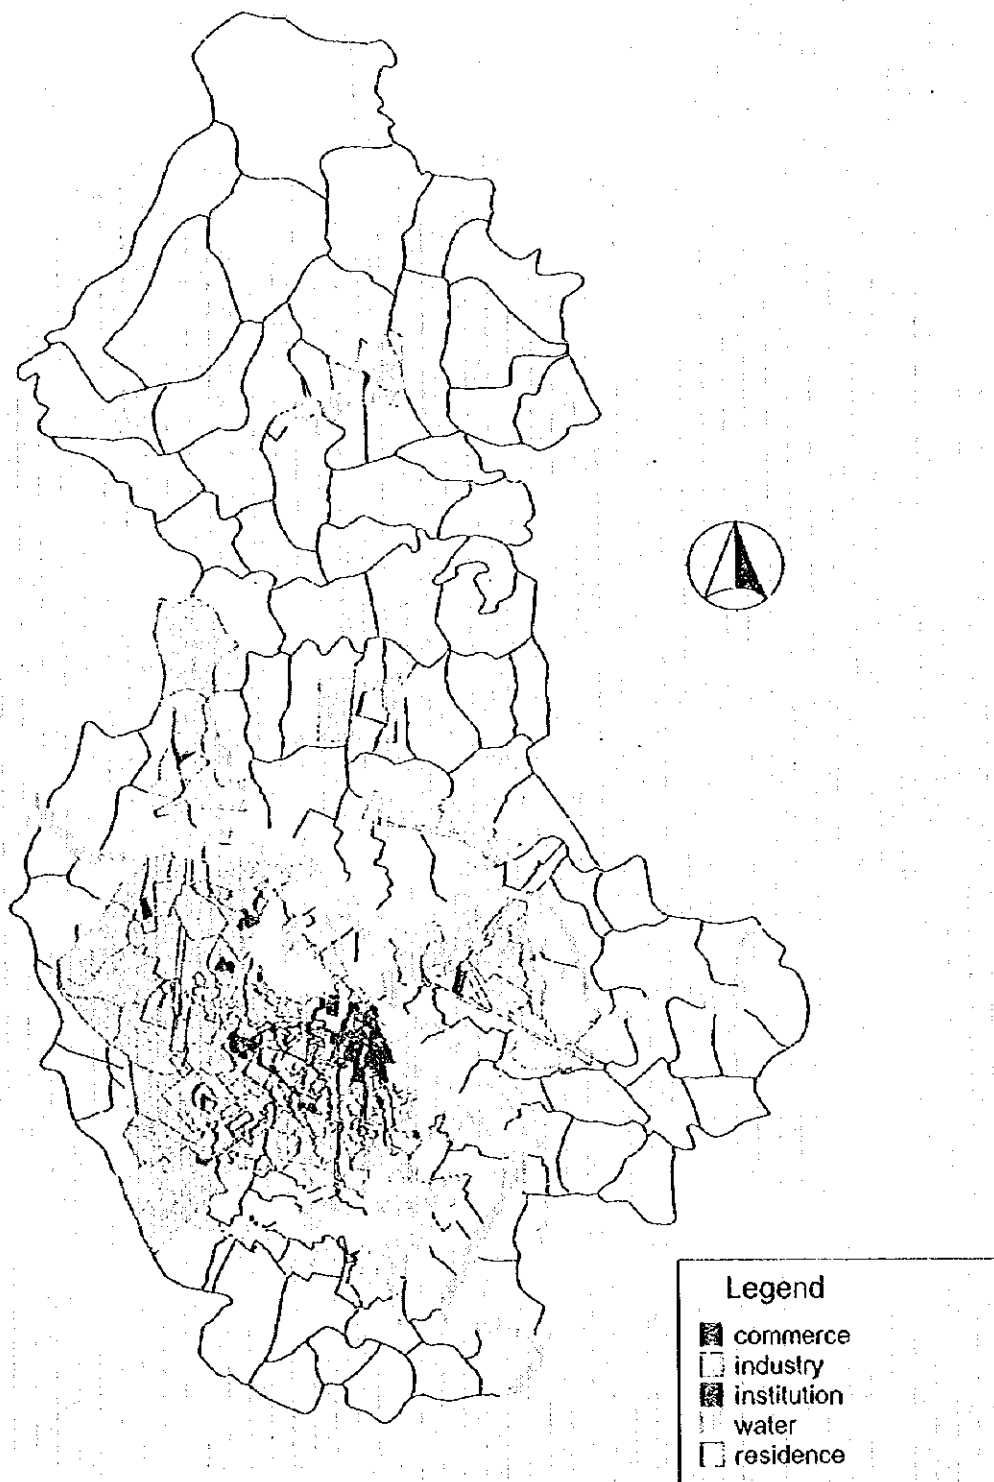 Legend
commerce
industry
institution
water
residence